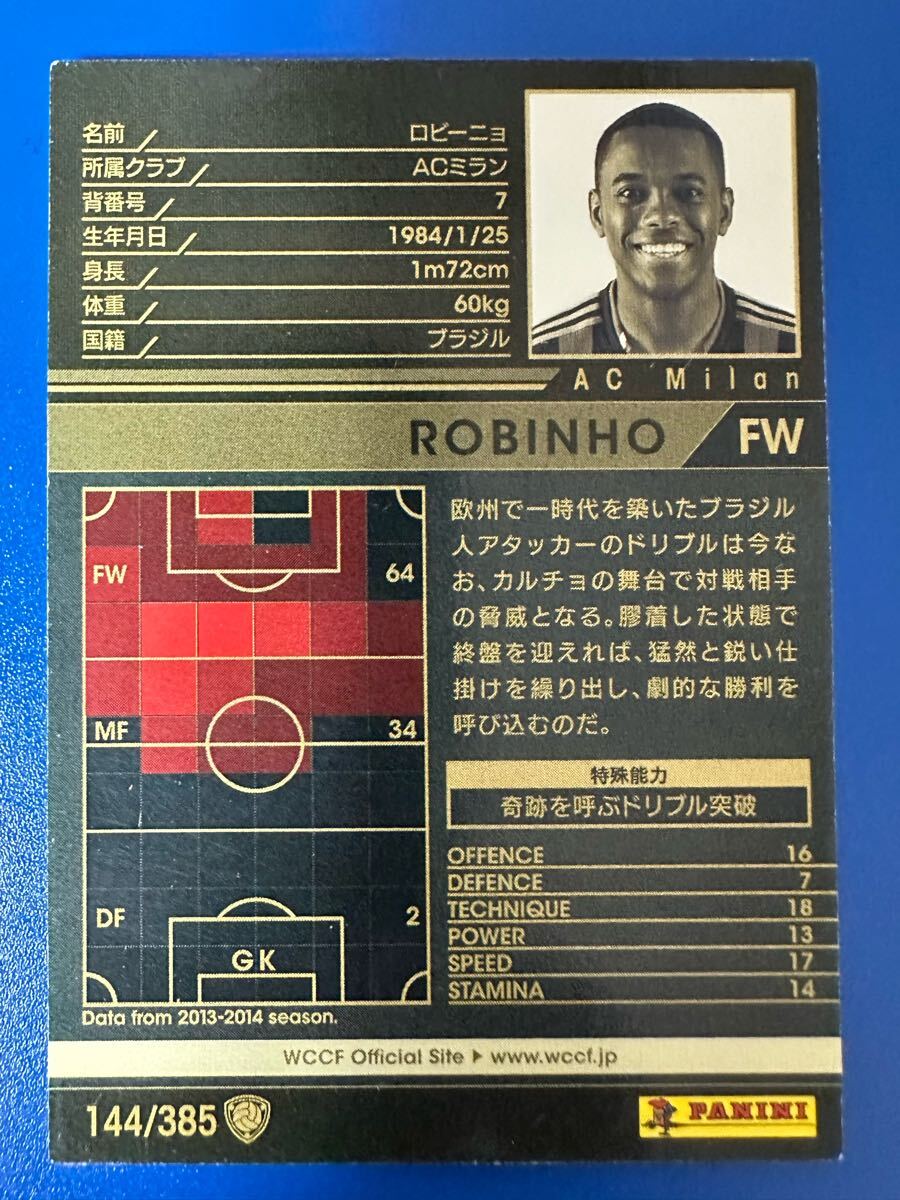 名前 ロビーニョ
所属クラブ ACミラン
背番号 7
生年月日 1984/1/25
身長 1m72cm
体重 60kg
国籍 ブラジル
AC Milan
ROBINHO FW
FW 64
MF 34
DF 2
GK
Data from 2013-2014 season.
欧州で一時代を築いたブラジル
人アタッカーのドリブルは今な
お、カルチョの舞台で対戦相手
の脅威となる。膠着した状態で
終盤を迎えれば、猛然と鋭い仕
掛けを繰り出し、劇的な勝利を
呼び込むのだ。
特殊能力
奇跡を呼ぶドリブル突破
OFFENCE 16
DEFENCE 7
TECHNIQUE 18
POWER 13
SPEED 17
STAMINA 14
WCCF Official Site ▶ www.wccf.jp
144/385
PANINI